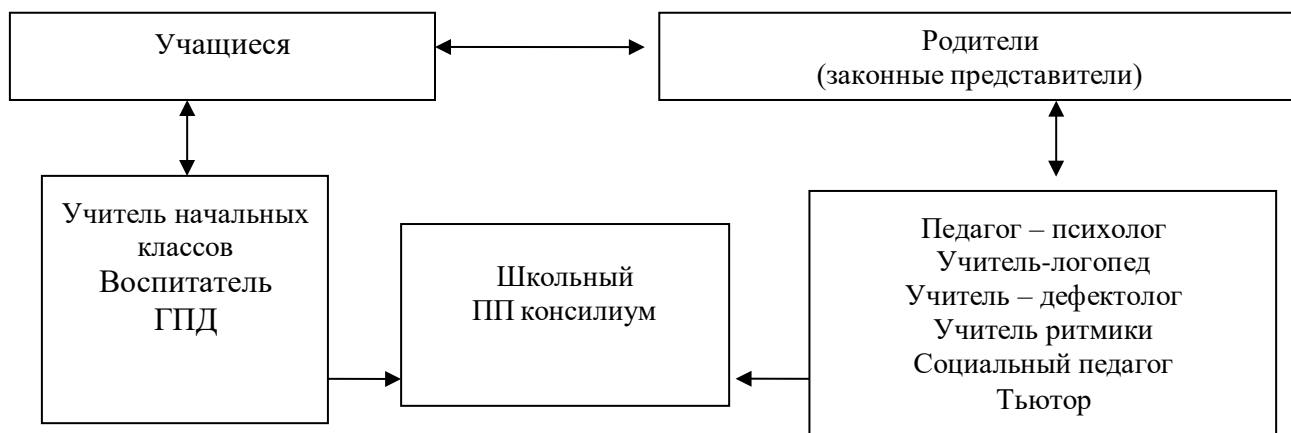 Учащиеся
Родители
(законные представители)
Учитель начальных
классов
Воспитатель
ГПД
Школьный
ПП консилиум
Педагог – психолог
Учитель-логопед
Учитель – дефектолог
Учитель ритмики
Социальный педагог
Тьютор